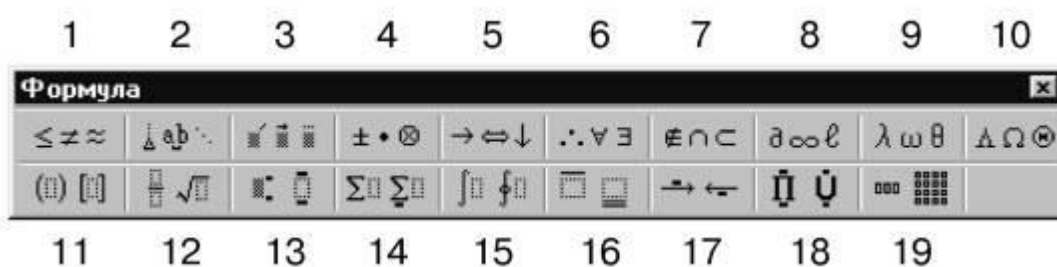 1 2 3 4 5 6 7 8 9 10
Формула
≤ ≠ ≈ ab ⋱ ± • ⊗ → ⇔ ↓ ∴ ∀ ∃ ∉ ∩ ⊂ ∂ ∞ ℓ λ ω θ Λ Ω Θ
(▯) [▯] √▯ Σ▯ Σ▯ ∫▯ ∮▯ → ← Π Ụ
11 12 13 14 15 16 17 18 19